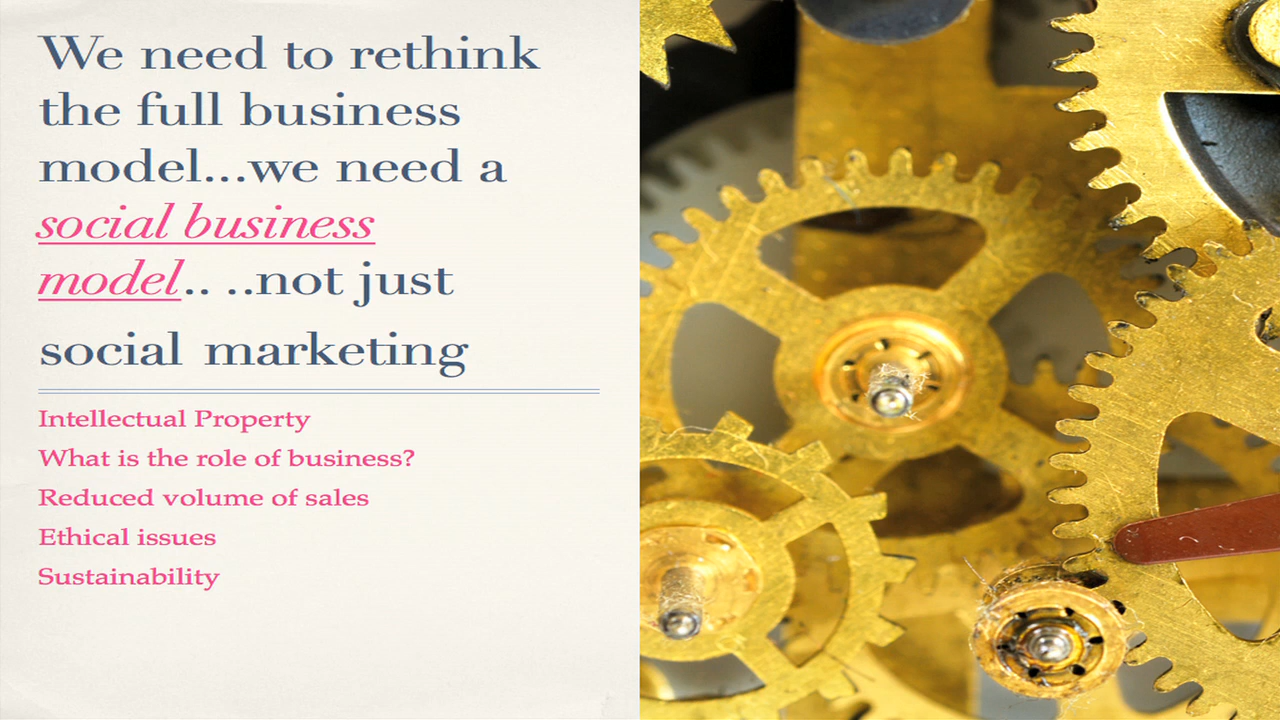 We need to rethink
the full business
model...we need a
social business
model.. ..not just
social marketing
Intellectual Property
What is the role of business?
Reduced volume of sales
Ethical issues
Sustainability